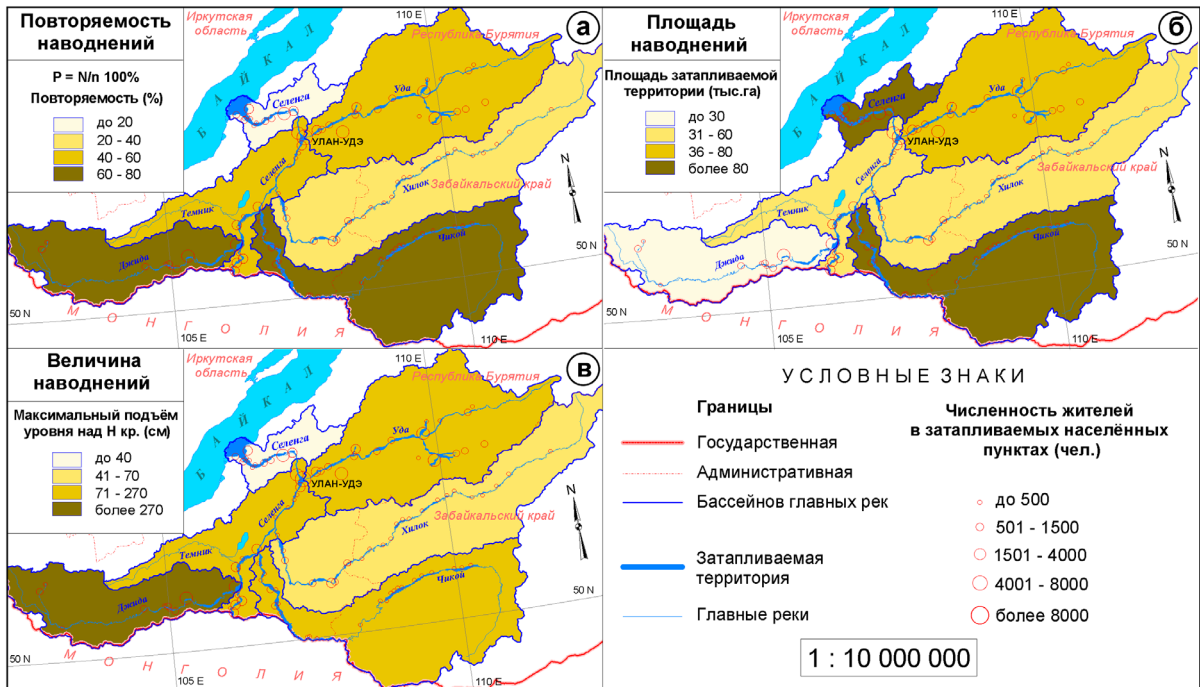 Повторяемость
наводнений
P = N/n 100%
Повторяемость (%)
до 20
20 - 40
40 - 60
60 - 80
Иркутская
область
110 E
Республика Бурятия
а
БАЙКАЛ
Селенга
Уда
УЛАН-УДЭ
Селенга
Хилок
Забайкальский край
N
Темник
Чикой
Джида
50 N
50 N
МОНГОЛИЯ
105 E
110 E
Площадь
наводнений
Площадь затапливаемой
территории (тыс.га)
до 30
31 - 60
36 - 80
более 80
Иркутская
область
110 E
Республика Бурятия
б
БАЙКАЛ
Селенга
Уда
УЛАН-УДЭ
Селенга
Хилок
Забайкальский край
N
Темник
Чикой
Джида
50 N
50 N
МОНГОЛИЯ
105 E
110 E
Величина
наводнений
Максимальный подъём
уровня над Н кр. (см)
до 40
41 - 70
71 - 270
более 270
Иркутская
область
110 E
Республика Бурятия
в
БАЙКАЛ
Селенга
Уда
УЛАН-УДЭ
Селенга
Хилок
Забайкальский край
N
Темник
Чикой
Джида
50 N
50 N
МОНГОЛИЯ
105 E
110 E
УСЛОВНЫЕ ЗНАКИ
Границы
Государственная
Административная
Бассейнов главных рек
Затапливаемая
территория
Главные реки
Численность жителей
в затапливаемых населённых
пунктах (чел.)
до 500
501 - 1500
1501 - 4000
4001 - 8000
более 8000
1 : 10 000 000